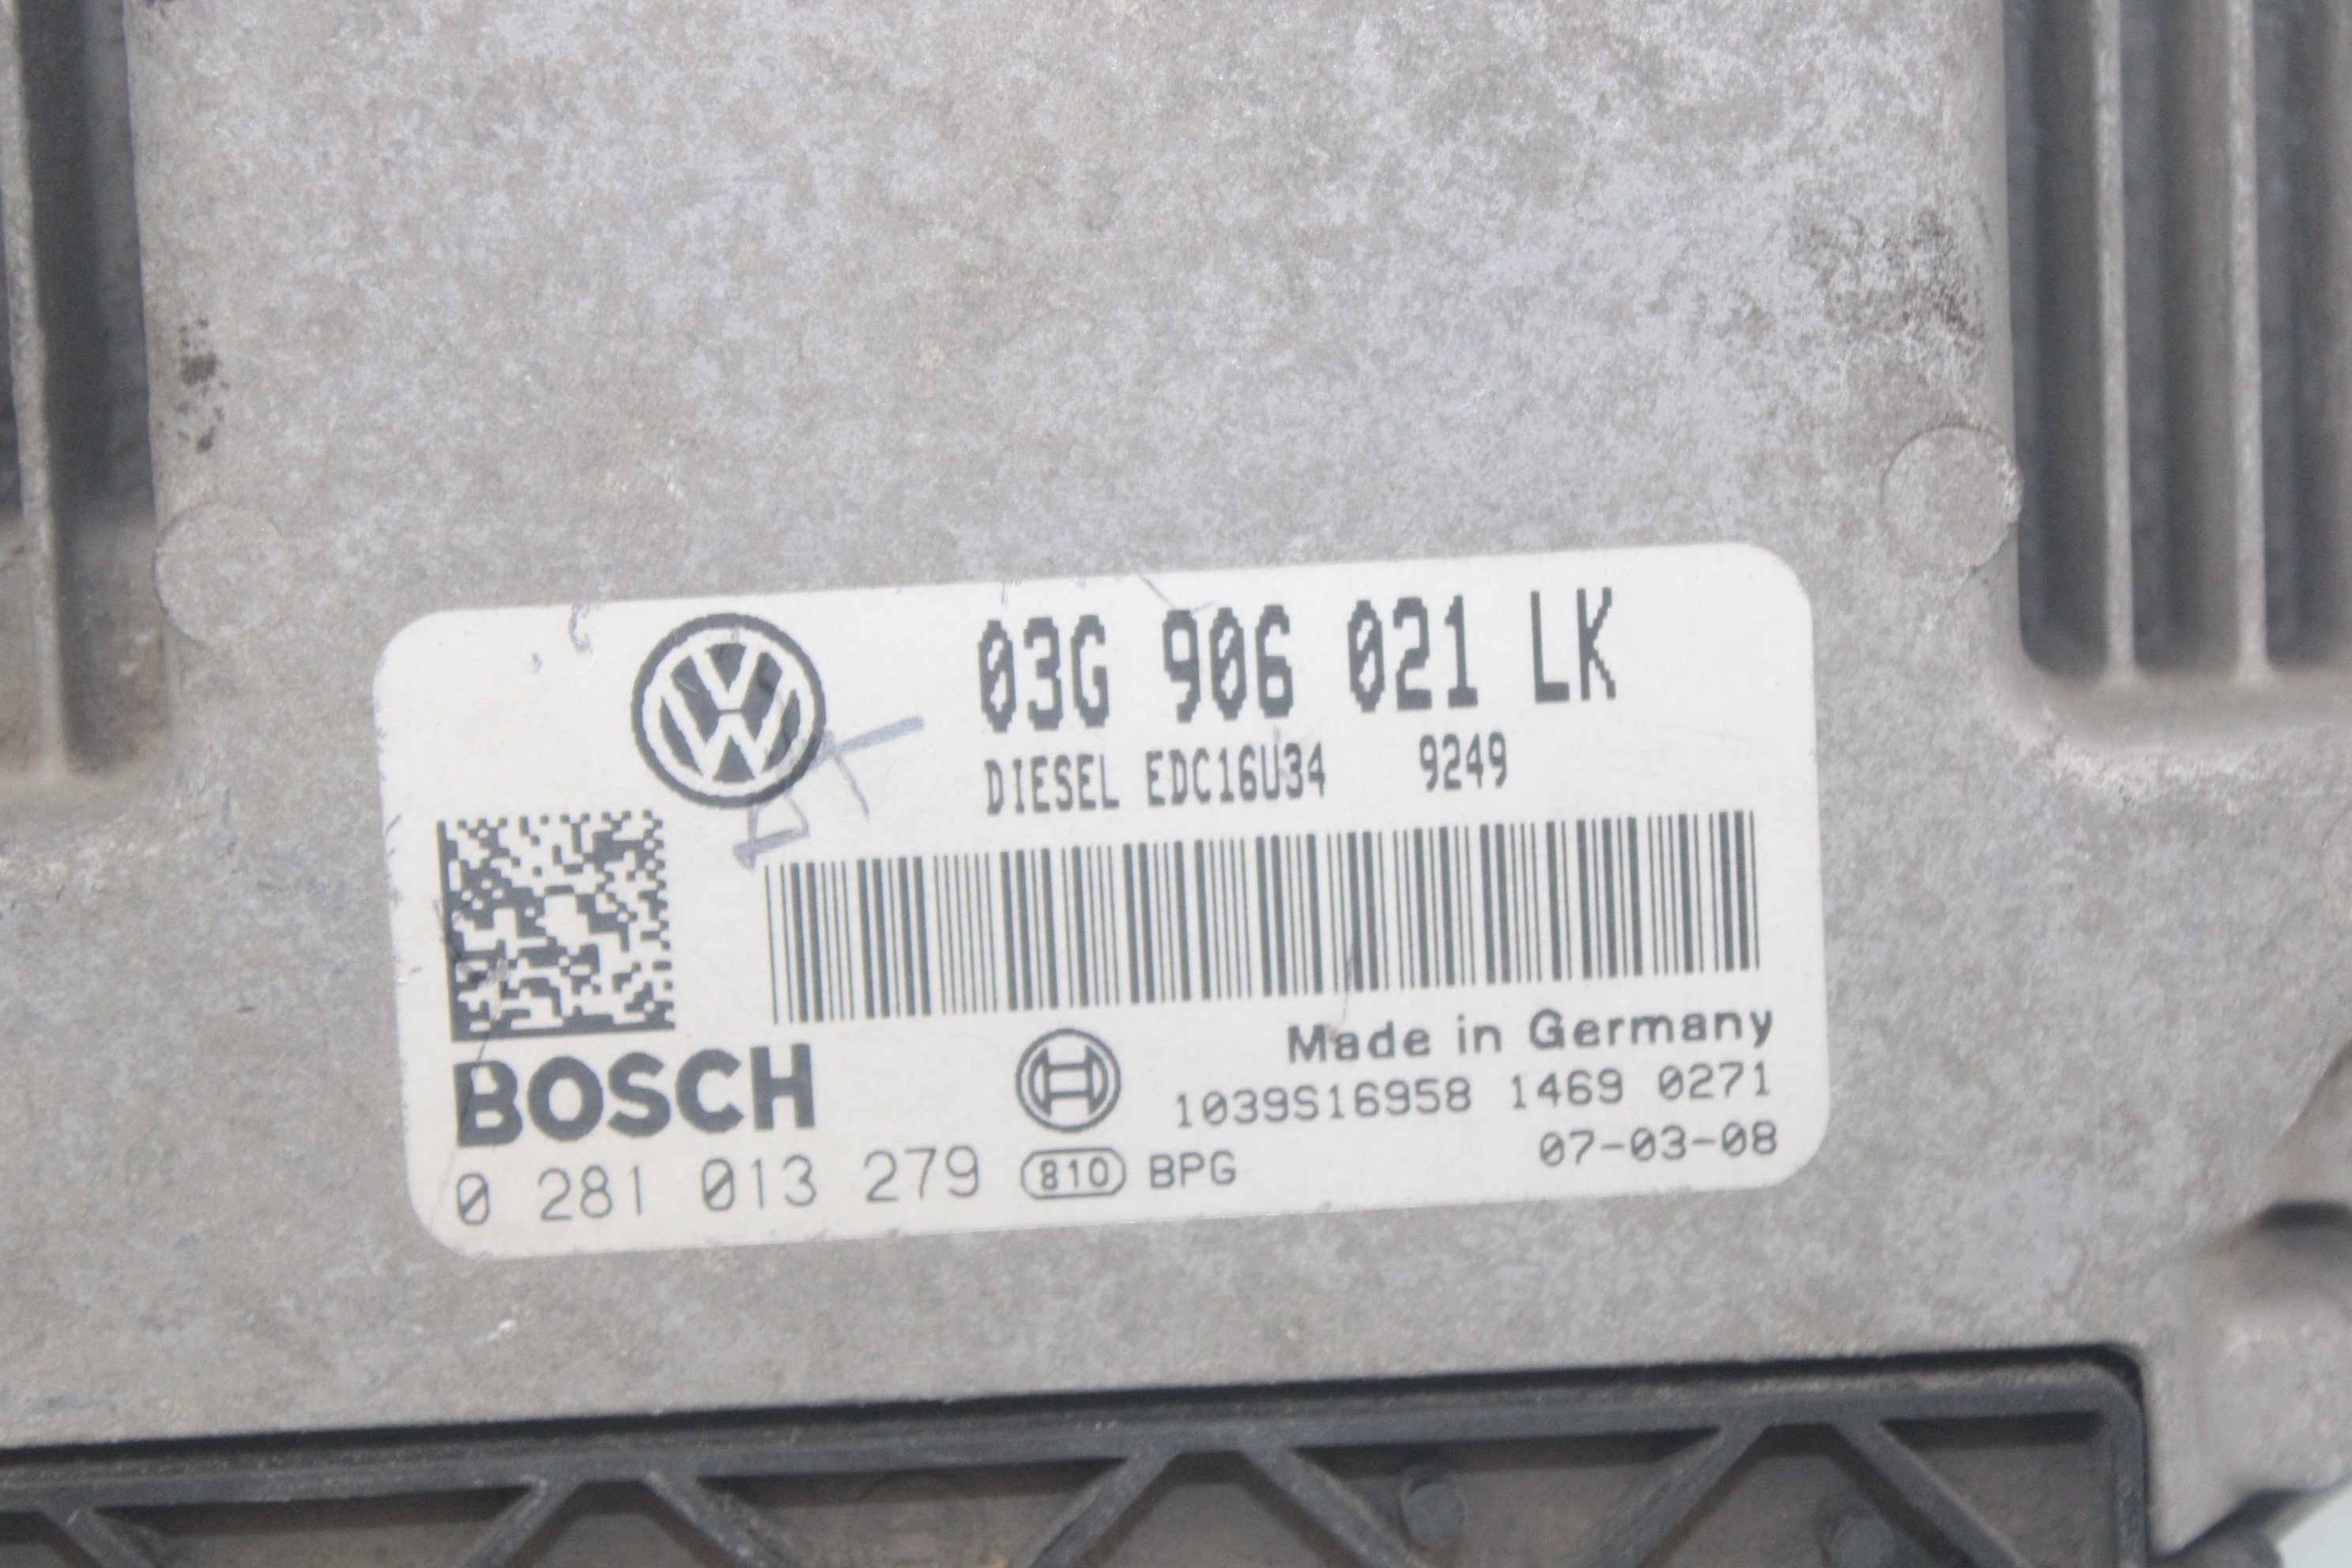 03G 906 021 LK
DIESEL EDC16U34 9249
BOSCH
Made in Germany
1039S16958 1469 0271
0 281 013 279 810 BPG 07-03-08